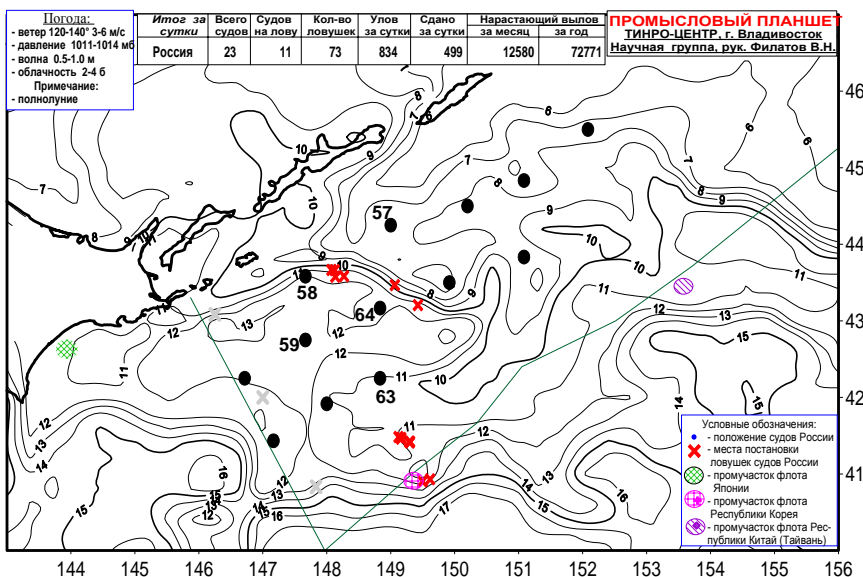 Погода:
- ветер 120-140° 3-6 м/с
- давление 1011-1014 мб
- волна 0.5-1.0 м
- облачность 2-4 б
Примечание:
- полнолуние
Итог за сутки Всего судов Судов на лову Кол-во ловушек Улов за сутки Сдано за сутки Нарастающий вылов
за месяц за год
Россия 23 11 73 834 499 12580 72771
ПРОМЫСЛОВЫЙ ПЛАНШЕТ
ТИНРО-ЦЕНТР, г. Владивосток
Научная группа, рук. Филатов В.Н.
57
58
64
59
63
46
45
44
43
42
41
Условные обозначения:
- положение судов России
- места постановки
ловушек судов России
- промучасток флота
Японии
- промучасток флота
Республики Корея
- промучасток флота Рес-
публики Китай (Тайвань)
144 145 146 147 148 149 150 151 152 153 154 155 156